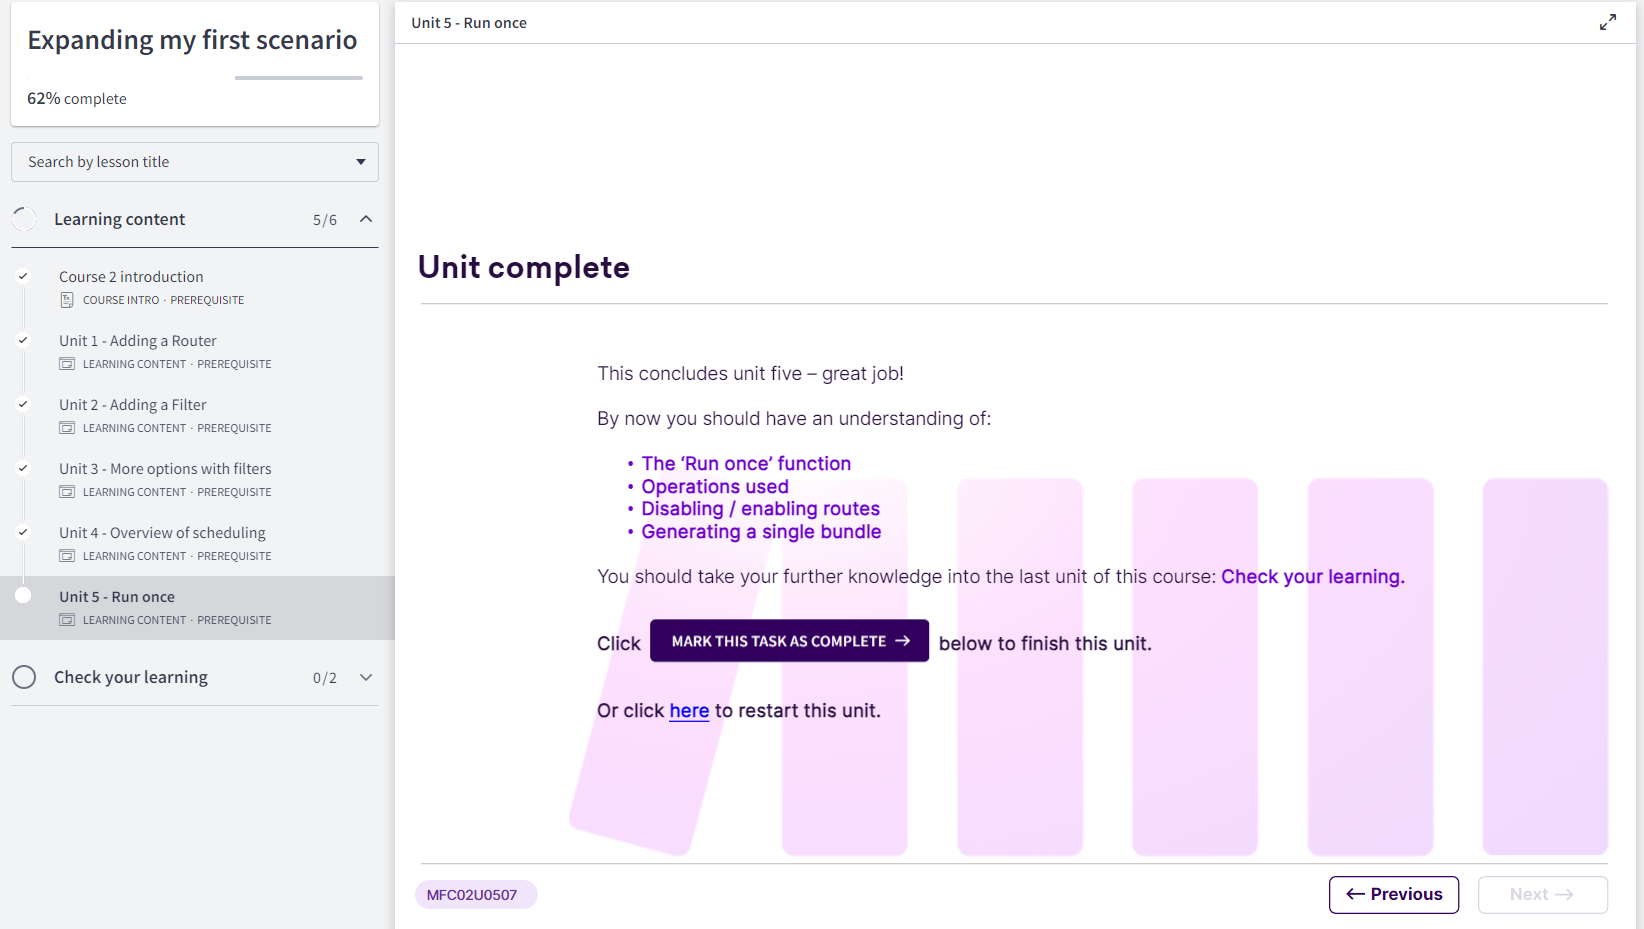 Expanding my first scenario
62% complete
Search by lesson title
Learning content 5/6
Course 2 introduction
COURSE INTRO · PREREQUISITE
Unit 1 - Adding a Router
LEARNING CONTENT · PREREQUISITE
Unit 2 - Adding a Filter
LEARNING CONTENT · PREREQUISITE
Unit 3 - More options with filters
LEARNING CONTENT · PREREQUISITE
Unit 4 - Overview of scheduling
LEARNING CONTENT · PREREQUISITE
Unit 5 - Run once
LEARNING CONTENT · PREREQUISITE
Check your learning 0/2
Unit 5 - Run once
Unit complete
This concludes unit five – great job!
By now you should have an understanding of:
• The ‘Run once’ function
• Operations used
• Disabling / enabling routes
• Generating a single bundle
You should take your further knowledge into the last unit of this course: Check your learning.
Click MARK THIS TASK AS COMPLETE → below to finish this unit.
Or click here to restart this unit.
MFC02U0507
← Previous
Next →